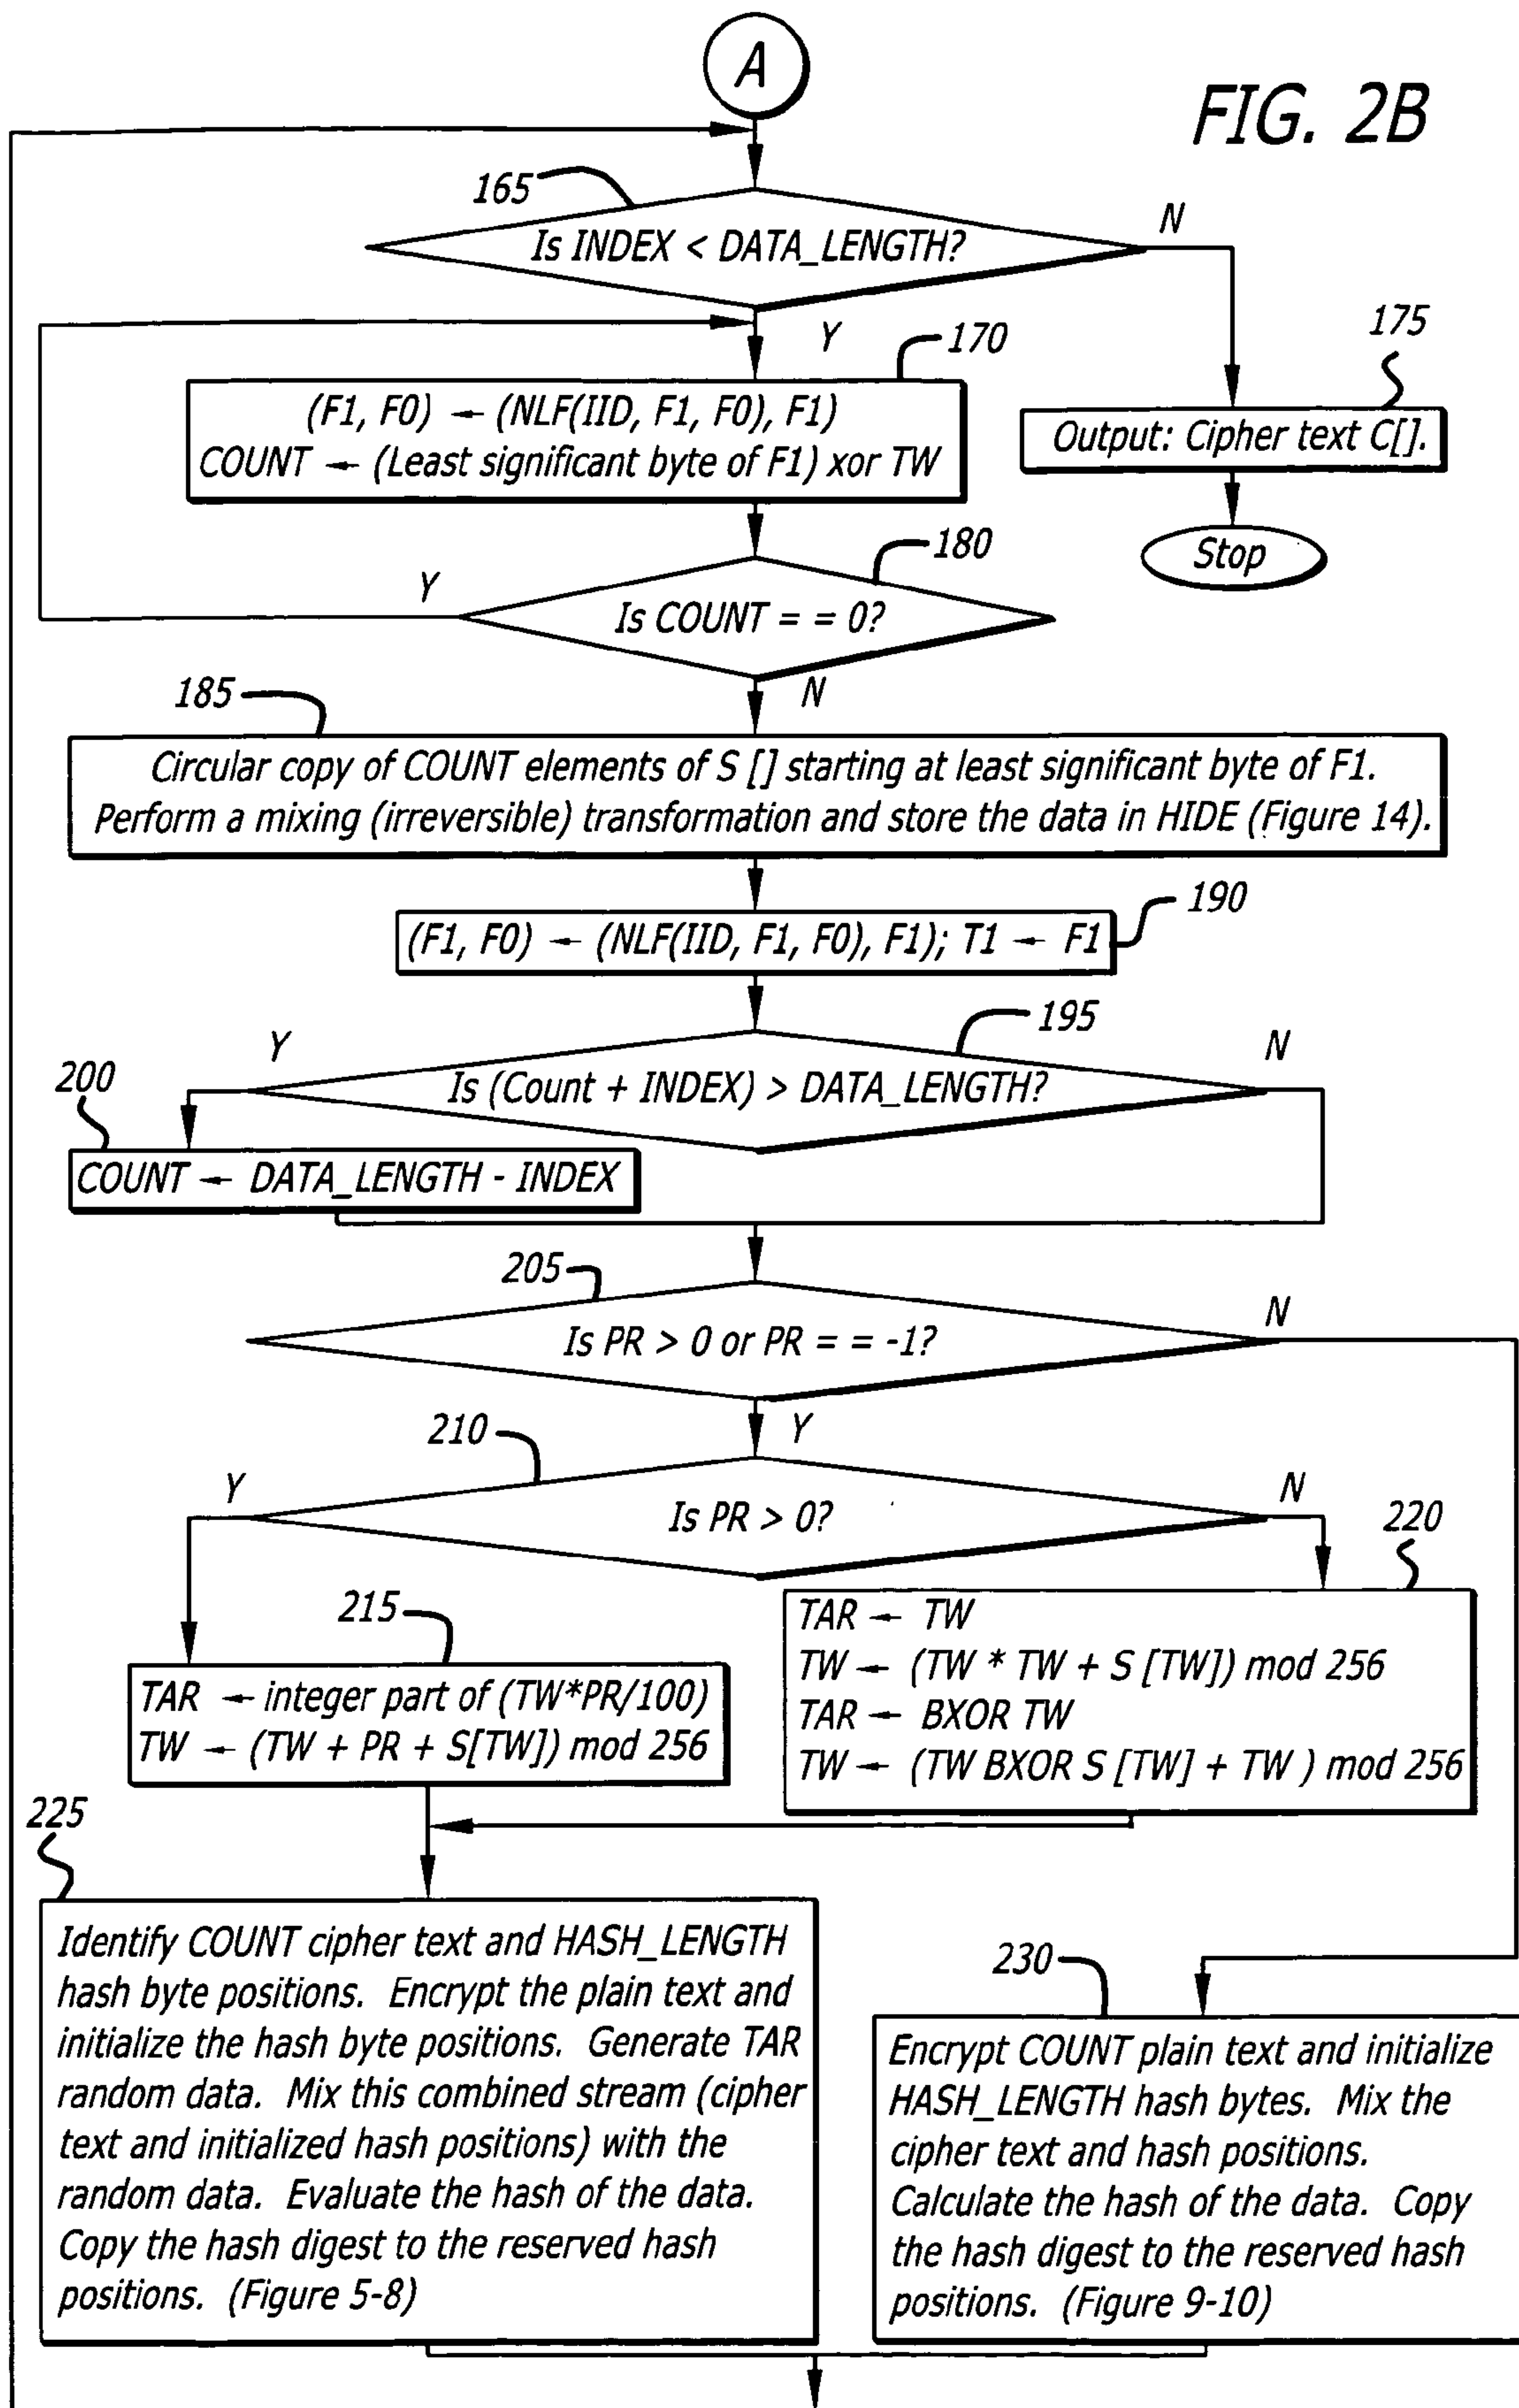 A
FIG. 2B
165
Is INDEX < DATA_LENGTH?
N
Y
170
175
(F1, F0) ← (NLF(IID, F1, F0), F1)
COUNT ← (Least significant byte of F1) xor TW
Output: Cipher text C[].
Stop
180
Y
Is COUNT = = 0?
N
185
Circular copy of COUNT elements of S [] starting at least significant byte of F1.
Perform a mixing (irreversible) transformation and store the data in HIDE (Figure 14).
190
(F1, F0) ← (NLF(IID, F1, F0), F1); T1 ← F1
195
Y
N
Is (Count + INDEX) > DATA_LENGTH?
200
COUNT ← DATA_LENGTH - INDEX
205
N
Is PR > 0 or PR = = -1?
Y
210
Y
N
Is PR > 0?
220
215
TAR ← integer part of (TW*PR/100)
TW ← (TW + PR + S[TW]) mod 256
TAR ← TW
TW ← (TW * TW + S [TW]) mod 256
TAR ← BXOR TW
TW ← (TW BXOR S [TW] + TW ) mod 256
225
Identify COUNT cipher text and HASH_LENGTH
hash byte positions. Encrypt the plain text and
initialize the hash byte positions. Generate TAR
random data. Mix this combined stream (cipher
text and initialized hash positions) with the
random data. Evaluate the hash of the data.
Copy the hash digest to the reserved hash
positions. (Figure 5-8)
230
Encrypt COUNT plain text and initialize
HASH_LENGTH hash bytes. Mix the
cipher text and hash positions.
Calculate the hash of the data. Copy
the hash digest to the reserved hash
positions. (Figure 9-10)